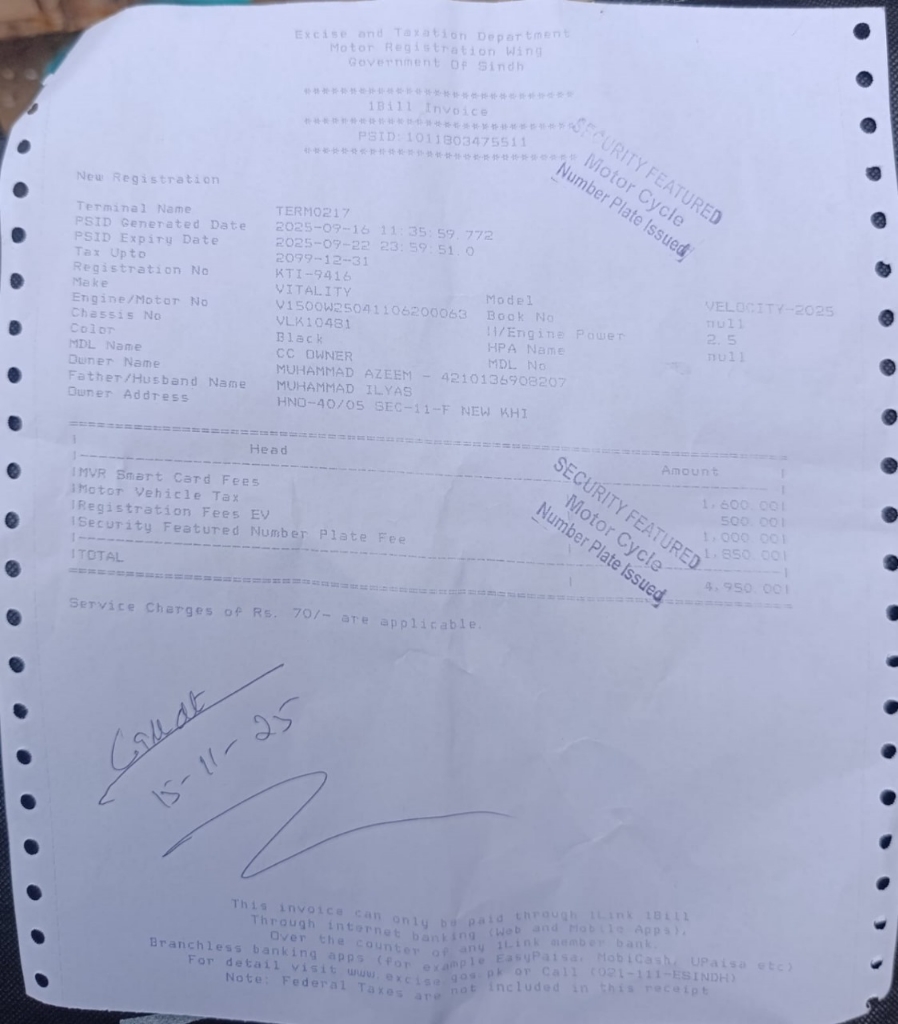 Excise and Taxation Department
Motor Registration Wing
Government Of Sindh
****************************
1Bill Invoice
****************************
PSID:1011803475511
****************************
SECURITY FEATURED
Motor Cycle
Number Plate Issued
New Registration
Terminal Name TERM0217
PSID Generated Date 2025-09-16 11:35:59.772
PSID Expiry Date 2025-09-22 23:59:51.0
Tax Upto 2099-12-31
Registration No KTI-9416
Make VITALITY Model VELOCITY-2025
Engine/Motor No V1500W25041106200063 Book No null
Chassis No VLK10481 U/Engine Power 2.5
Color Black HPA Name null
MDL Name CC OWNER MDL No
Owner Name MUHAMMAD AZEEM - 4210136908207
Father/Husband Name MUHAMMAD ILYAS
Owner Address HNO-40/05 SEC-11-F NEW KHI
Head Amount
MVR Smart Card Fees 1,600.00
Motor Vehicle Tax 500.00
Registration Fees EV 1,000.00
Security Featured Number Plate Fee 1,850.00
TOTAL 4,950.00
SECURITY FEATURED
Motor Cycle
Number Plate Issued
Service Charges of Rs. 70/- are applicable.
15-11-25
This invoice can only be paid through 1Link 1Bill
Through internet banking (Web and Mobile Apps),
Over the counter of any 1Link member bank.
Branchless banking apps (for example EasyPaisa, MobiCash, UPaisa etc)
For detail visit www.excise.gos.pk or Call (021-111-ESINDH)
Note: Federal Taxes are not included in this receipt